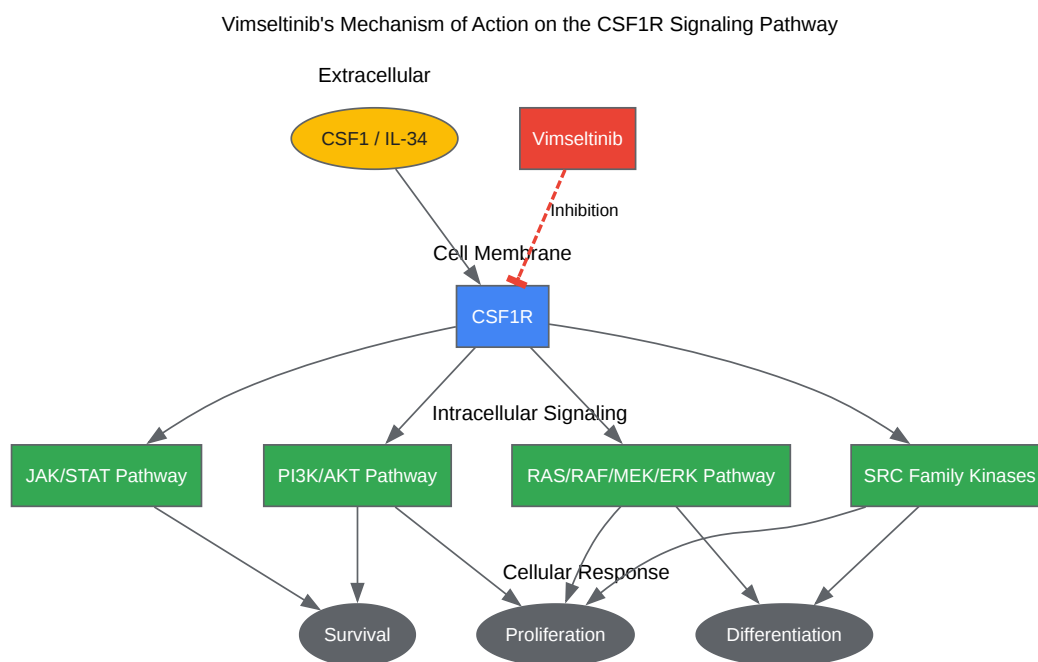 Vimseltinib's Mechanism of Action on the CSF1R Signaling Pathway
Extracellular
CSF1 / IL-34
Vimseltinib
Inhibition
Cell Membrane
CSF1R
Intracellular Signaling
JAK/STAT Pathway
PI3K/AKT Pathway
RAS/RAF/MEK/ERK Pathway
SRC Family Kinases
Cellular Response
Survival
Proliferation
Differentiation